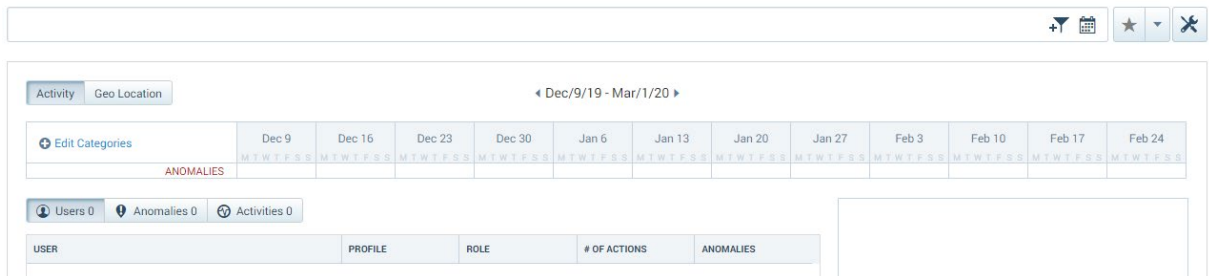 Activity Geo Location Dec/9/19 - Mar/1/20
Edit Categories Dec 9 Dec 16 Dec 23 Dec 30 Jan 6 Jan 13 Jan 20 Jan 27 Feb 3 Feb 10 Feb 17 Feb 24
M T W T F S S M T W T F S S M T W T F S S M T W T F S S M T W T F S S M T W T F S S M T W T F S S M T W T F S S M T W T F S S M T W T F S S M T W T F S S M T W T F S S
ANOMALIES
Users 0 Anomalies 0 Activities 0
USER PROFILE ROLE # OF ACTIONS ANOMALIES